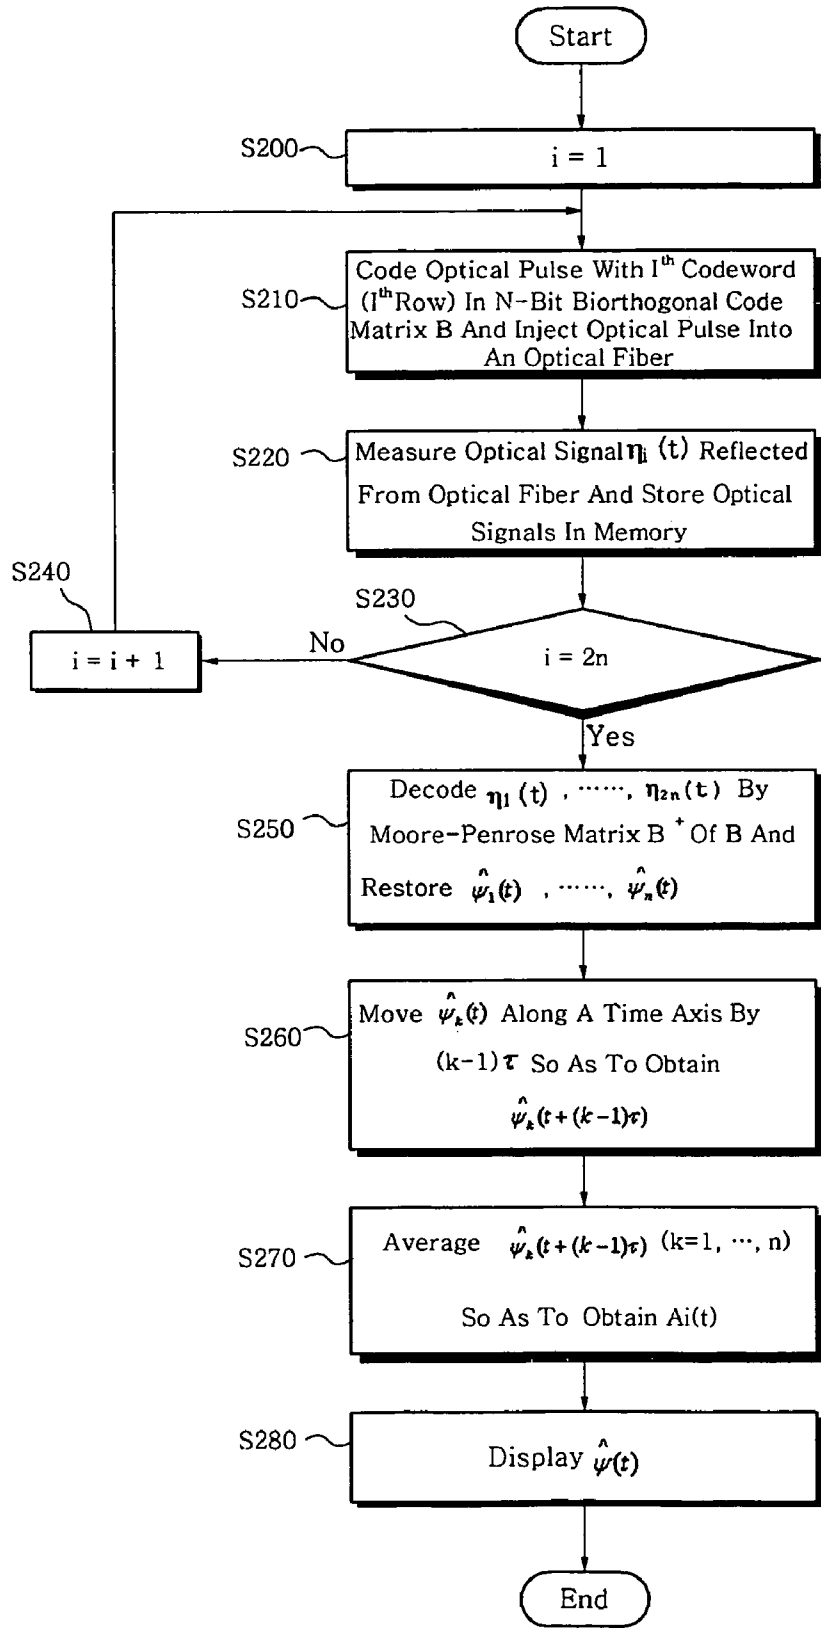 Start
S200
i = 1
S210
Code Optical Pulse With Iᵗʰ Codeword
(Iᵗʰ Row) In N-Bit Biorthogonal Code
Matrix B And Inject Optical Pulse Into
An Optical Fiber
S220
Measure Optical Signal ηᵢ (t) Reflected
From Optical Fiber And Store Optical
Signals In Memory
S240
i = i + 1
S230
No
i = 2n
Yes
S250
Decode η₁(t) , ……, η₂ₙ(t) By
Moore-Penrose Matrix B⁺ Of B And
Restore ψ̂₁(t) , ……, ψ̂ₙ(t)
S260
Move ψ̂ₖ(t) Along A Time Axis By
(k-1)τ So As To Obtain
ψ̂ₖ(t+(k-1)τ)
S270
Average ψ̂ₖ(t+(k-1)τ) (k=1, …, n)
So As To Obtain Ai(t)
S280
Display ψ̂(t)
End